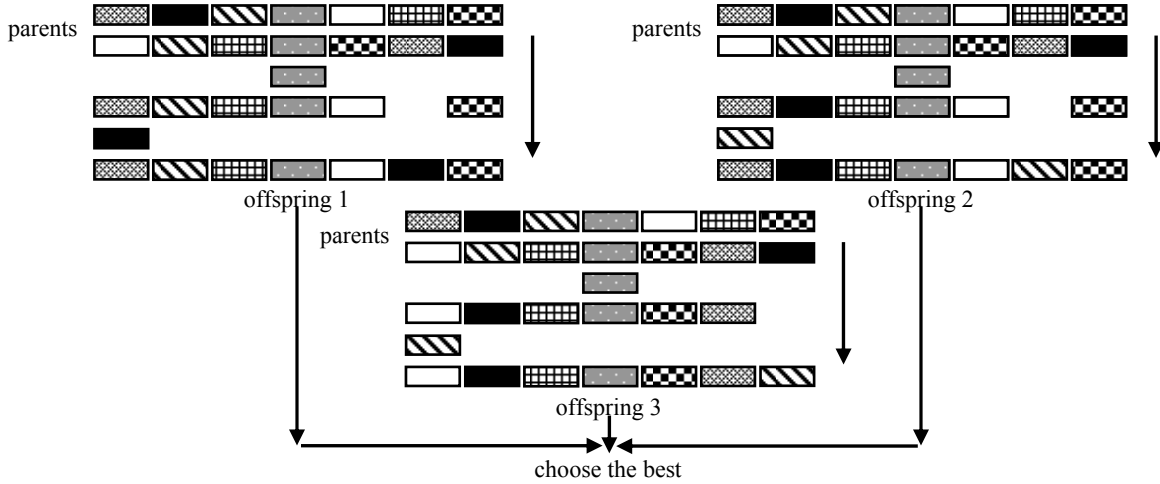 parents
parents
offspring 1
offspring 2
parents
offspring 3
choose the best